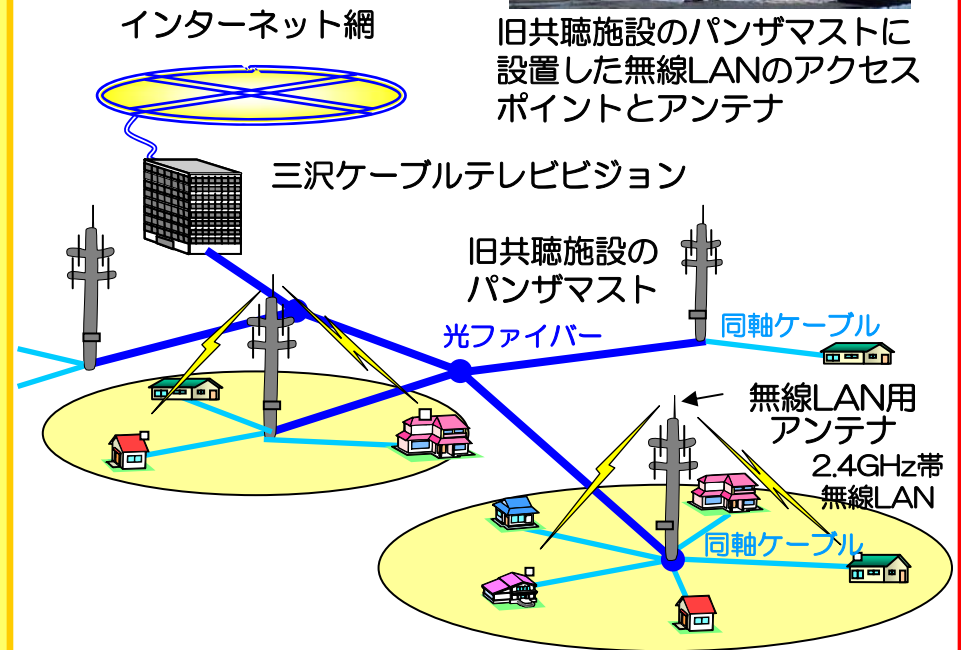 インターネット網
旧共聴施設のパンザマストに
設置した無線LANのアクセス
ポイントとアンテナ
三沢ケーブルテレビビジョン
旧共聴施設の
パンザマスト
光ファイバー
同軸ケーブル
無線LAN用
アンテナ
2.4GHz帯
無線LAN
同軸ケーブル